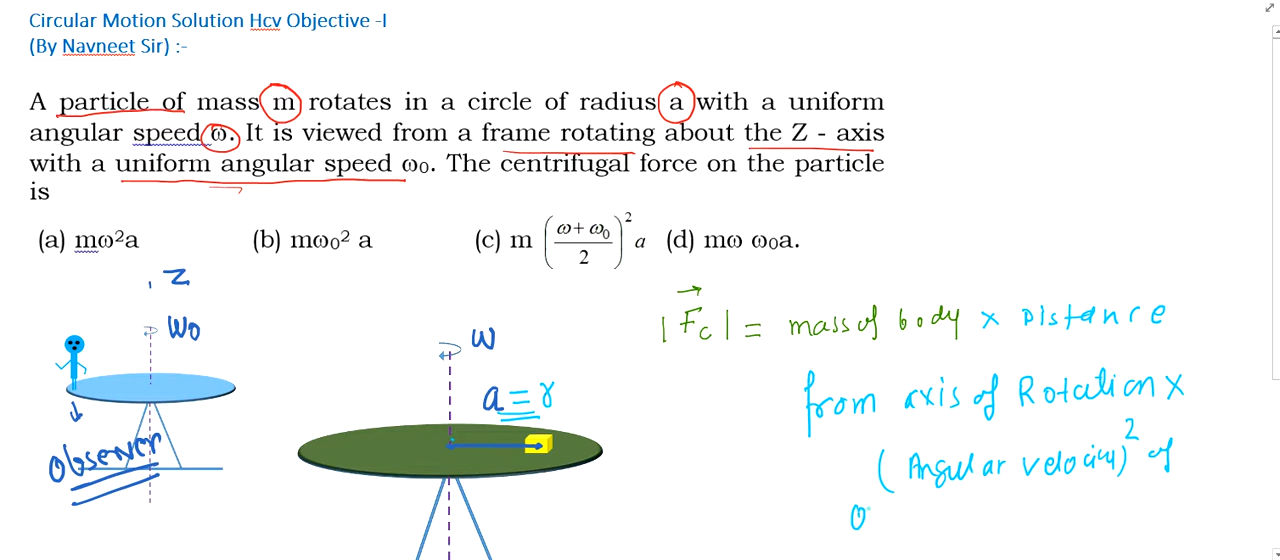 Circular Motion Solution Hcv Objective -I
(By Navneet Sir) :-
A particle of mass m rotates in a circle of radius a with a uniform
angular speed ω. It is viewed from a frame rotating about the Z - axis
with a uniform angular speed ω₀. The centrifugal force on the particle
is
(a) mω²a (b) mω₀² a (c) m ((ω+ ω₀)/2)² a (d) mω ω₀a.
Z
ω₀
ω
a = r
Observer
|F⃗c| = mass of body × Distance
from axis of Rotation ×
(Angular velocity)² of
O